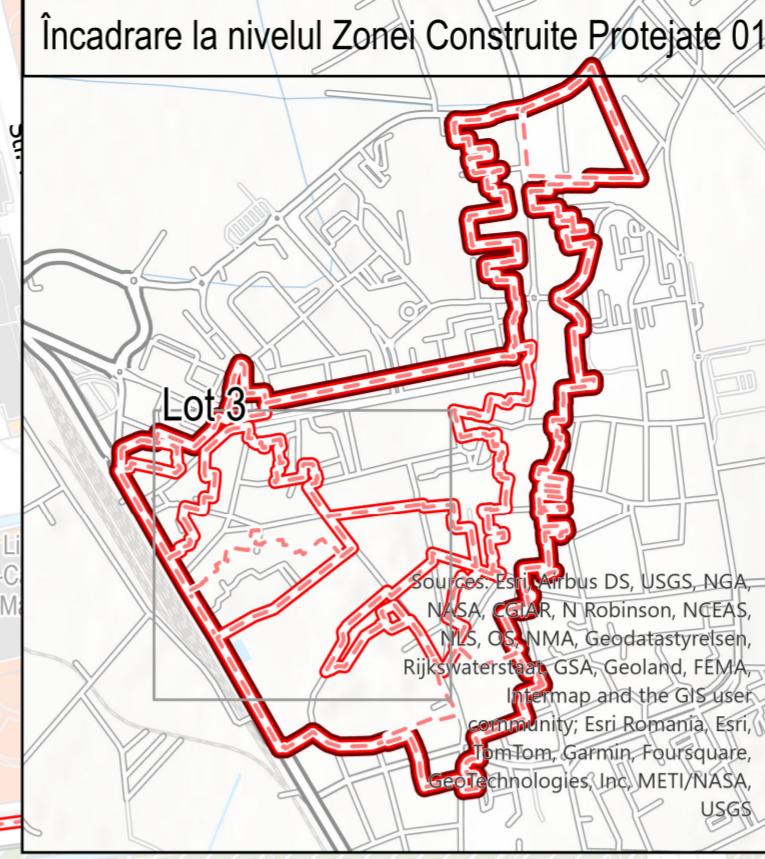 Încadrare la nivelul Zonei Construite Protejate 01
Lot 3
Sources: Esri, Airbus DS, USGS, NGA,
NASA, CGIAR, N Robinson, NCEAS,
NLS, OS, NMA, Geodatastyrelsen,
Rijkswaterstaat, GSA, Geoland, FEMA,
Intermap and the GIS user
community; Esri Romania, Esri,
TomTom, Garmin, Foursquare,
GeoTechnologies, Inc, METI/NASA,
USGS